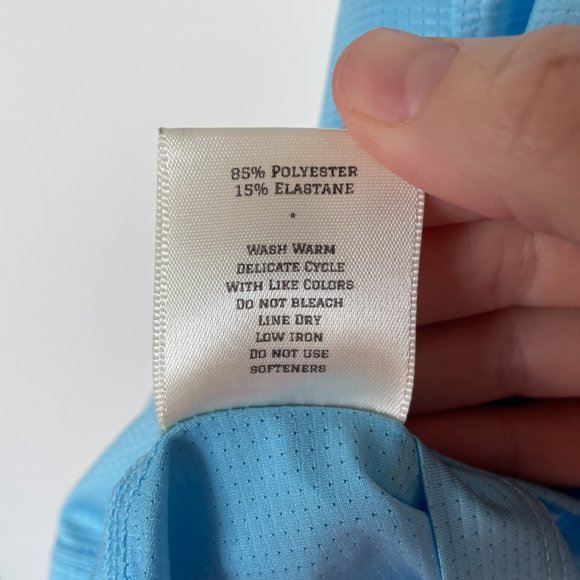 85% POLYESTER
15% ELASTANE
*
WASH WARM
DELICATE CYCLE
WITH LIKE COLORS
DO NOT BLEACH
LINE DRY
LOW IRON
DO NOT USE
SOFTENERS